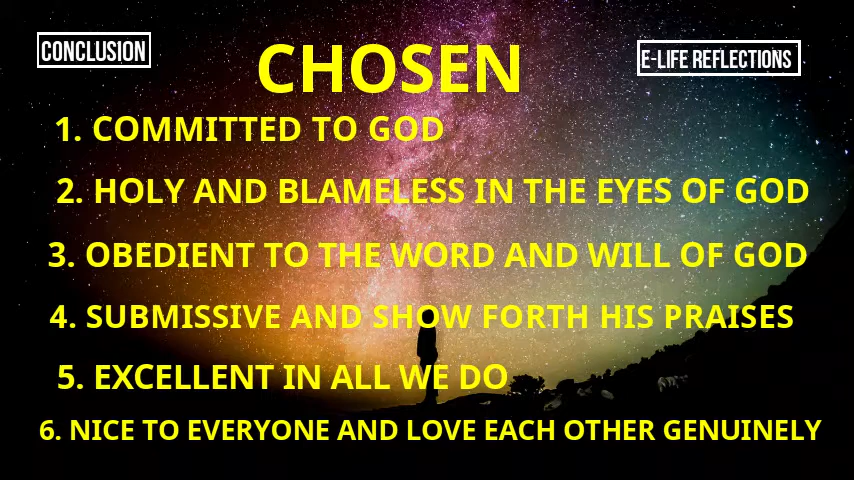 CONCLUSION
CHOSEN
E-LIFE REFLECTIONS
1. COMMITTED TO GOD
2. HOLY AND BLAMELESS IN THE EYES OF GOD
3. OBEDIENT TO THE WORD AND WILL OF GOD
4. SUBMISSIVE AND SHOW FORTH HIS PRAISES
5. EXCELLENT IN ALL WE DO
6. NICE TO EVERYONE AND LOVE EACH OTHER GENUINELY